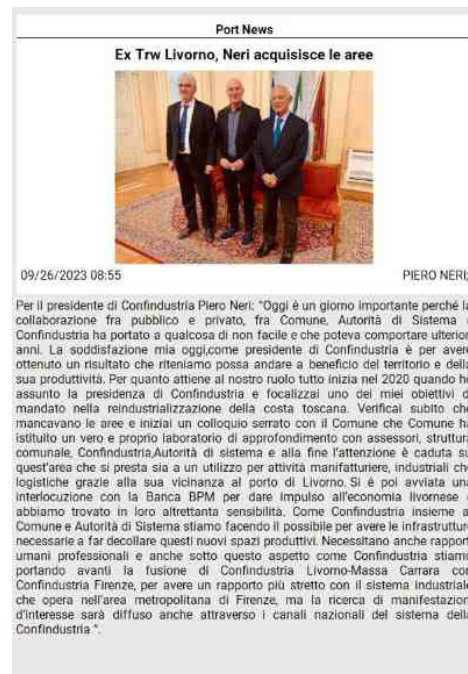 Port News
Ex Trw Livorno, Neri acquisisce le aree
09/26/2023 08:55
PIERO NERI;
Per il presidente di Confindustria Piero Neri: "Oggi è un giorno importante perché la
collaborazione fra pubblico e privato, fra Comune, Autorità di Sistema
Confindustria ha portato a qualcosa di non facile e che poteva comportare ulterior
anni. La soddisfazione mia oggi,come presidente di Confindustria è per aver
ottenuto un risultato che riteniamo possa andare a beneficio del territorio e della
sua produttività. Per quanto attiene al nostro ruolo tutto inizia nel 2020 quando ho
assunto la presidenza di Confindustria e focalizzai uno dei miei obiettivi d
mandato nella reindustrializzazione della costa toscana. Verificai subito che
mancavano le aree e iniziai un colloquio serrato con il Comune che Comune ha
istituito un vero e proprio laboratorio di approfondimento con assessori, struttura
comunale, Confindustria,Autorità di sistema e alla fine l'attenzione è caduta su
quest'area che si presta sia a un utilizzo per attività manifatturiere, industriali che
logistiche grazie alla sua vicinanza al porto di Livorno. Si è poi avviata una
interlocuzione con la Banca BPM per dare impulso all'economia livornese
abbiamo trovato in loro altrettanta sensibilità. Come Confindustria insieme a
Comune e Autorità di Sistema stiamo facendo il possibile per avere le infrastruttur
necessarie a far decollare questi nuovi spazi produttivi. Necessitano anche rapport
umani professionali e anche sotto questo aspetto come Confindustria stiamo
portando avanti la fusione di Confindustria Livorno-Massa Carrara con
Confindustria Firenze, per avere un rapporto più stretto con il sistema industriale
che opera nell'area metropolitana di Firenze, ma la ricerca di manifestazion
d'interesse sarà diffuso anche attraverso i canali nazionali del sistema della
Confindustria ".